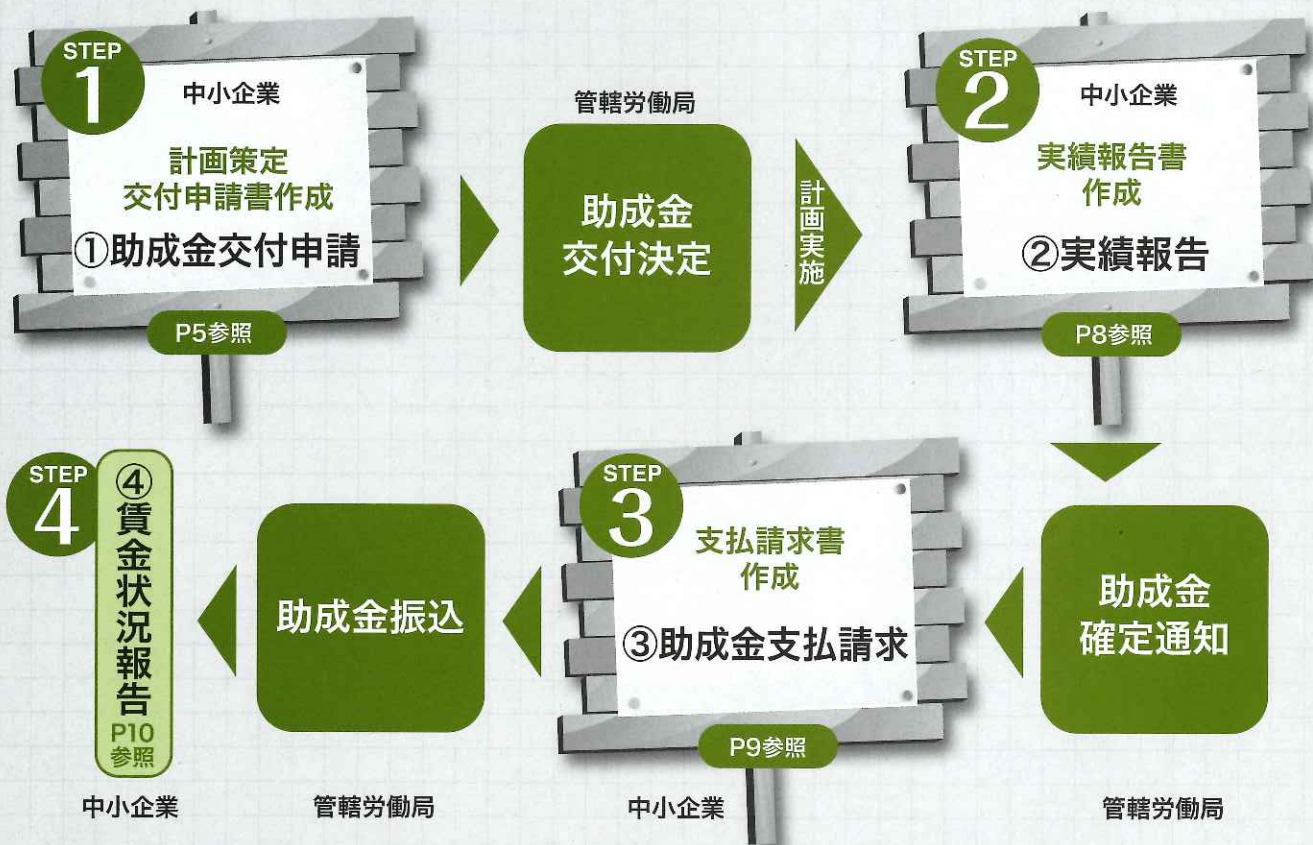 STEP
1
中小企業
計画策定
交付申請書作成
①助成金交付申請
P5参照
管轄労働局
助成金
交付決定
計画実施
STEP
2
中小企業
実績報告書
作成
②実績報告
P8参照
助成金
確定通知
管轄労働局
STEP
3
支払請求書
作成
③助成金支払請求
P9参照
中小企業
助成金振込
管轄労働局
STEP
4
④賃金状況報告
P10
参照
中小企業